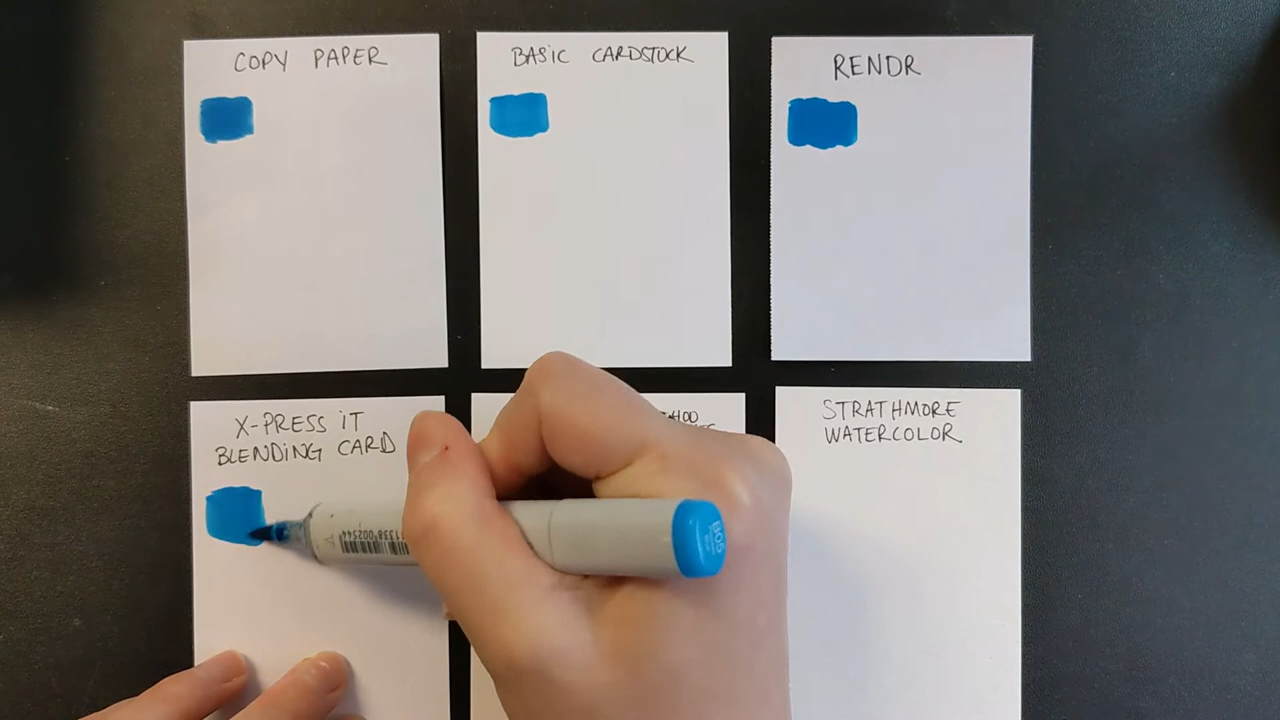 COPY PAPER
BASiC CARDSTOCK
RENDR
X-PRESS iT
BLENDiNG CARD
STRATHMORE
WATERCOLOR
B05